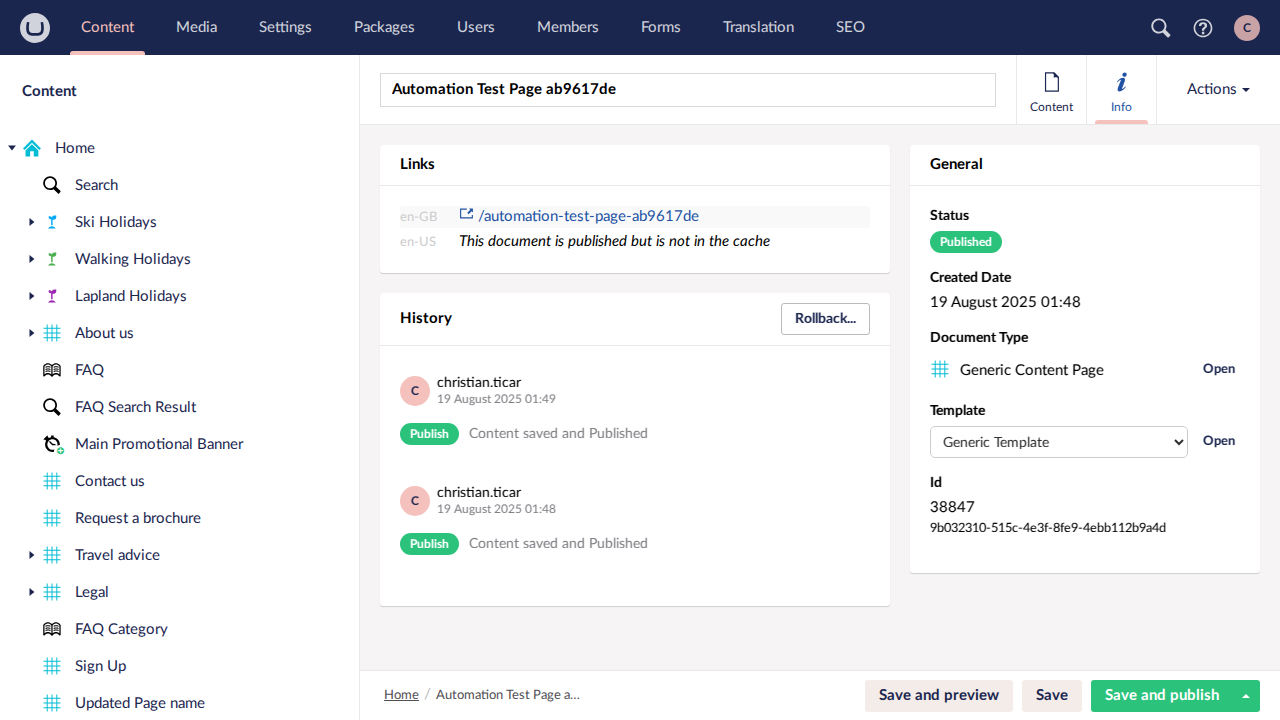 Content
Media
Settings
Packages
Users
Members
Forms
Translation
SEO
C
Content
Home
Search
Ski Holidays
Walking Holidays
Lapland Holidays
About us
FAQ
FAQ Search Result
Main Promotional Banner
Contact us
Request a brochure
Travel advice
Legal
FAQ Category
Sign Up
Updated Page name
Automation Test Page ab9617de
Content
Info
Actions
Links
en-GB /automation-test-page-ab9617de
en-US This document is published but is not in the cache
History
Rollback...
C
christian.ticar
19 August 2025 01:49
Publish Content saved and Published
C
christian.ticar
19 August 2025 01:48
Publish Content saved and Published
General
Status
Published
Created Date
19 August 2025 01:48
Document Type
Generic Content Page Open
Template
Generic Template Open
Id
38847
9b032310-515c-4e3f-8fe9-4ebb112b9a4d
Home / Automation Test Page a...
Save and preview
Save
Save and publish